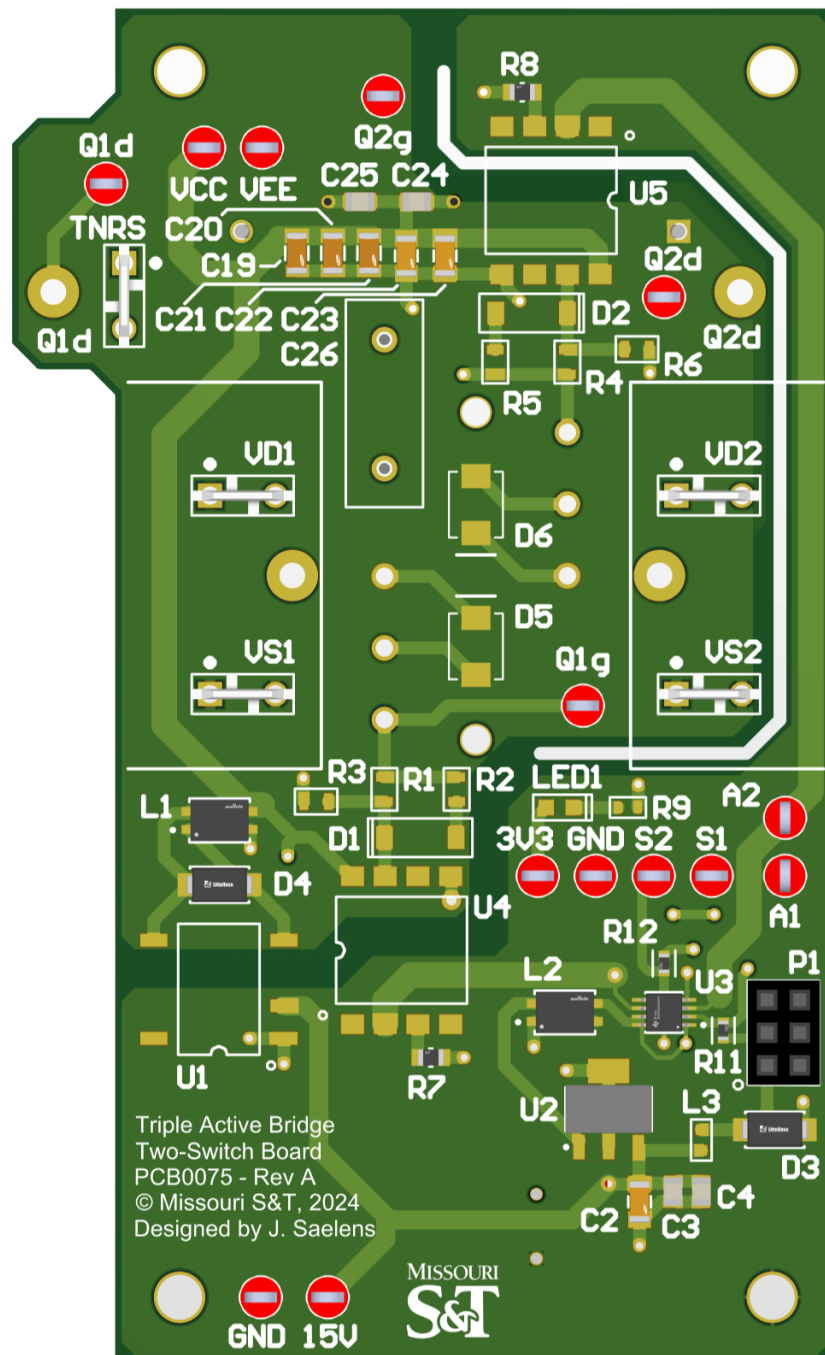 R8
Q2g
Q1d
VCC VEE
C25 C24
U5
TNRS
C20
C19
Q2d
C21 C22 C23
D2
Q1d
Q2d
C26
R6
R5 R4
VD1
VD2
D6
D5
VS1
Q1g
VS2
R3 R1 R2
LED1
L1
A2
R9
D1
3V3 GND S2 S1
D4
U4
A1
R12
L2
U3
P1
R11
U1
R7
U2
L3
Triple Active Bridge
Two-Switch Board
PCB0075 - Rev A
© Missouri S&T, 2024
Designed by J. Saelens
D3
C2 C3 C4
MISSOURI
S&T
GND 15V